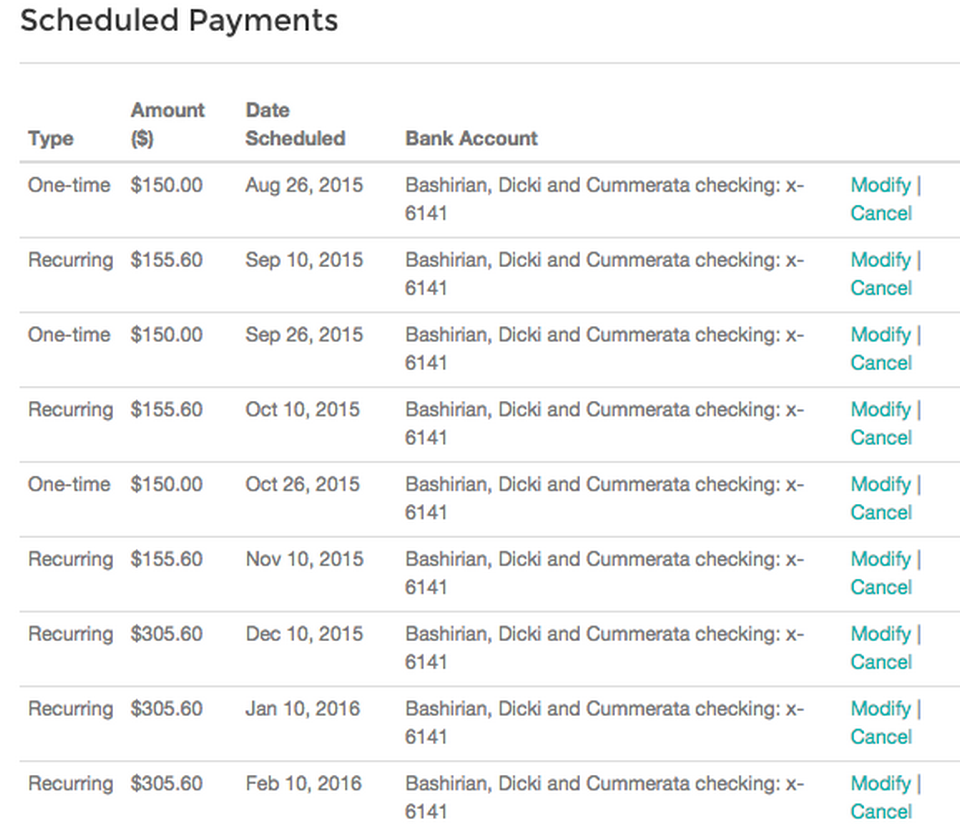 Scheduled Payments
Type Amount ($) Date Scheduled Bank Account
One-time $150.00 Aug 26, 2015 Bashirian, Dicki and Cummerata checking: x- Modify |
6141 Cancel
Recurring $155.60 Sep 10, 2015 Bashirian, Dicki and Cummerata checking: x- Modify |
6141 Cancel
One-time $150.00 Sep 26, 2015 Bashirian, Dicki and Cummerata checking: x- Modify |
6141 Cancel
Recurring $155.60 Oct 10, 2015 Bashirian, Dicki and Cummerata checking: x- Modify |
6141 Cancel
One-time $150.00 Oct 26, 2015 Bashirian, Dicki and Cummerata checking: x- Modify |
6141 Cancel
Recurring $155.60 Nov 10, 2015 Bashirian, Dicki and Cummerata checking: x- Modify |
6141 Cancel
Recurring $305.60 Dec 10, 2015 Bashirian, Dicki and Cummerata checking: x- Modify |
6141 Cancel
Recurring $305.60 Jan 10, 2016 Bashirian, Dicki and Cummerata checking: x- Modify |
6141 Cancel
Recurring $305.60 Feb 10, 2016 Bashirian, Dicki and Cummerata checking: x- Modify |
6141 Cancel